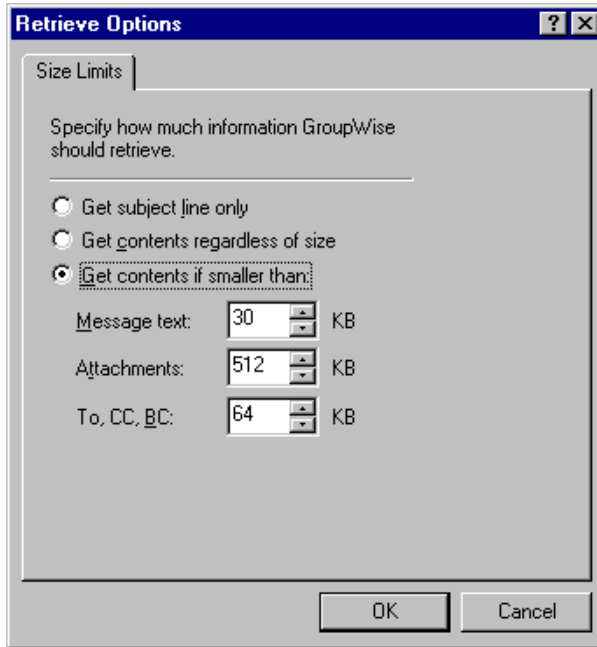 Retrieve Options
Size Limits
Specify how much information GroupWise
should retrieve.
Get subject line only
Get contents regardless of size
Get contents if smaller than:
Message text: 30 KB
Attachments: 512 KB
To, CC, BC: 64 KB
OK Cancel